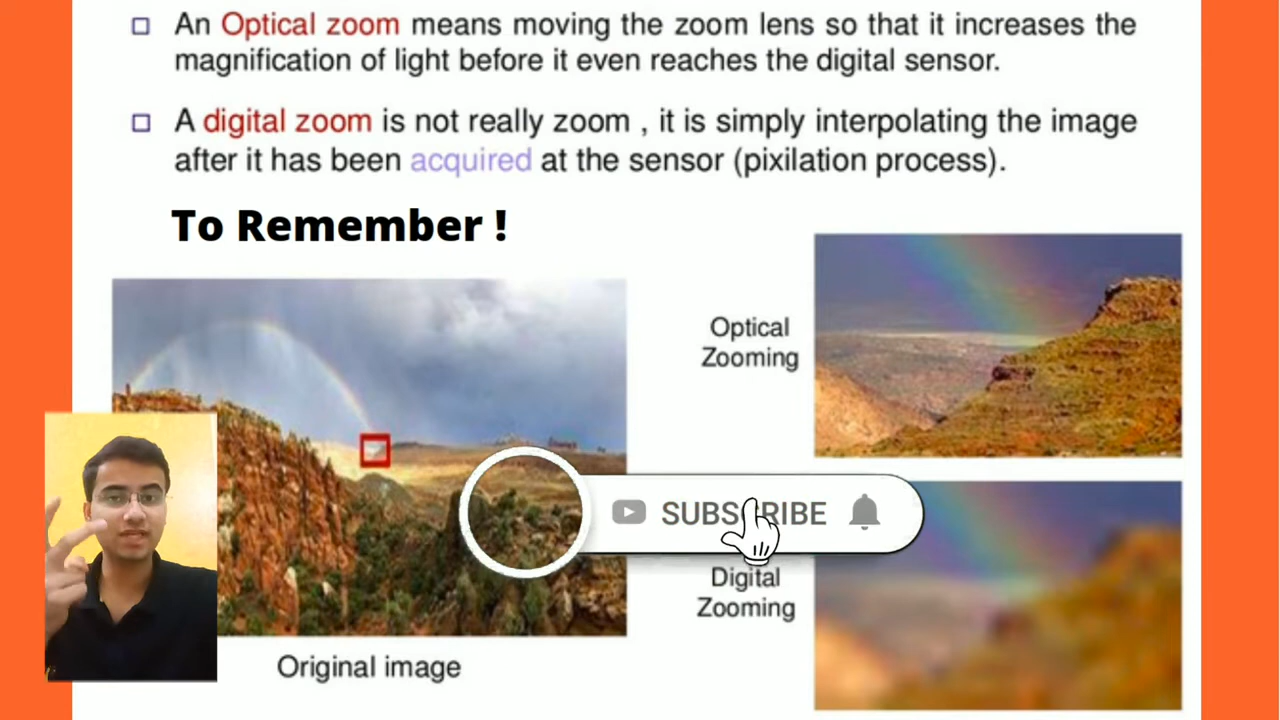 An Optical zoom means moving the zoom lens so that it increases the
magnification of light before it even reaches the digital sensor.
A digital zoom is not really zoom , it is simply interpolating the image
after it has been acquired at the sensor (pixilation process).
To Remember !
Optical
Zooming
SUBSCRIBE
Digital
Zooming
Original image